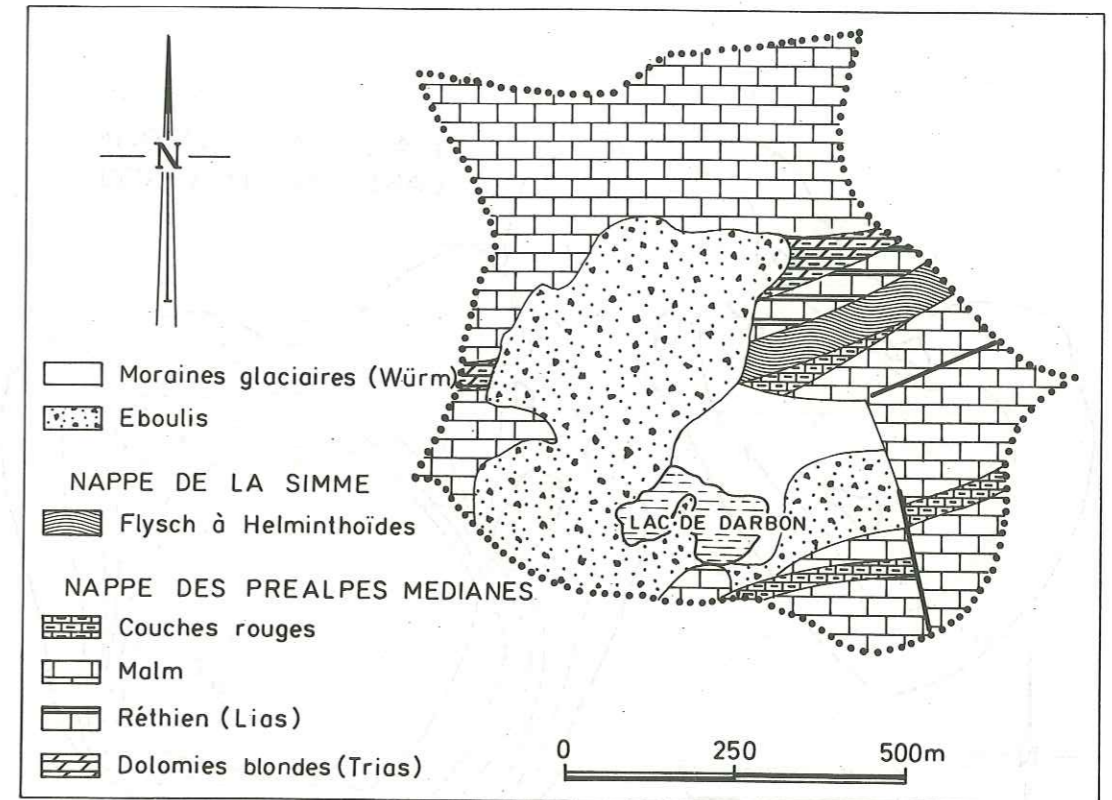 N
Moraines glaciaires (Würm)
Eboulis
NAPPE DE LA SIMME
Flysch à Helminthoïdes
NAPPE DES PREALPES MEDIANES
Couches rouges
Malm
Réthien (Lias)
Dolomies blondes (Trias)
LAC DE DARBON
0 250 500m